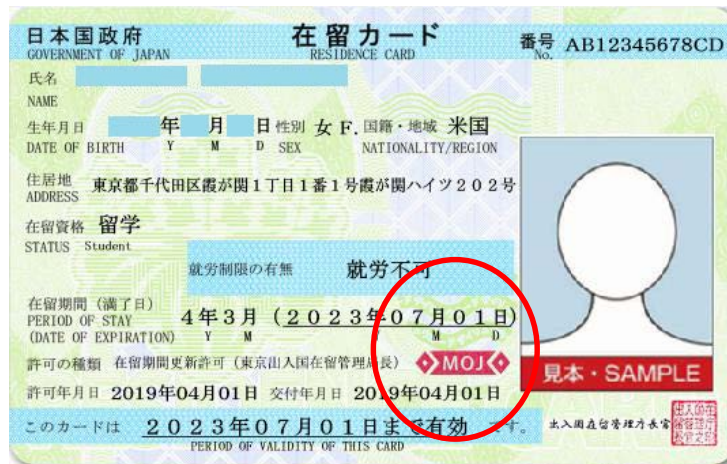 日本国政府 在留カード 番号 AB12345678CD
GOVERNMENT OF JAPAN RESIDENCE CARD No.
氏名
NAME
生年月日 年 月 日 性別 女 F. 国籍・地域 米国
DATE OF BIRTH Y M D SEX NATIONALITY/REGION
住居地 東京都千代田区霞が関1丁目1番1号霞が関ハイツ202号
ADDRESS
在留資格 留学
STATUS Student
就労制限の有無 就労不可
在留期間(満了日)
PERIOD OF STAY 4年3月(2023年07月01日)
(DATE OF EXPIRATION) Y M M D
許可の種類 在留期間更新許可(東京出入国在留管理局長) MOJ
見本・SAMPLE
許可年月日 2019年04月01日 交付年月日 2019年04月01日
このカードは 2023年07月01日まで有効 です。
PERIOD OF VALIDITY OF THIS CARD
出入国在留管理庁長官